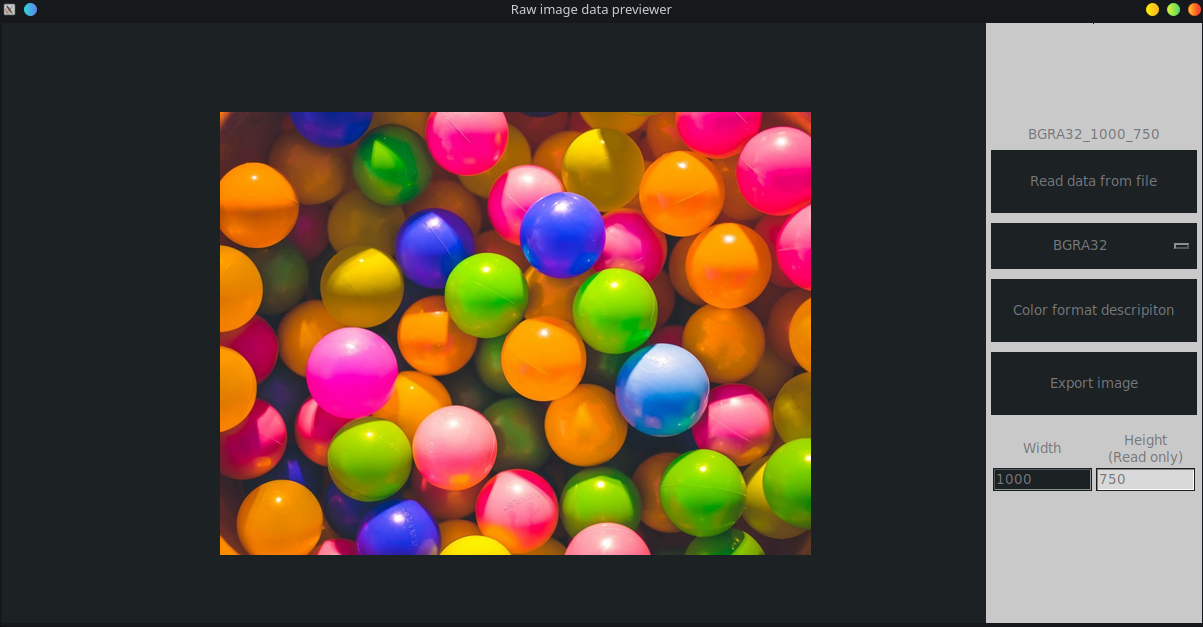 Raw image data previewer
BGRA32_1000_750
Read data from file
BGRA32
Color format descripiton
Export image
Width
Height
(Read only)
1000
750